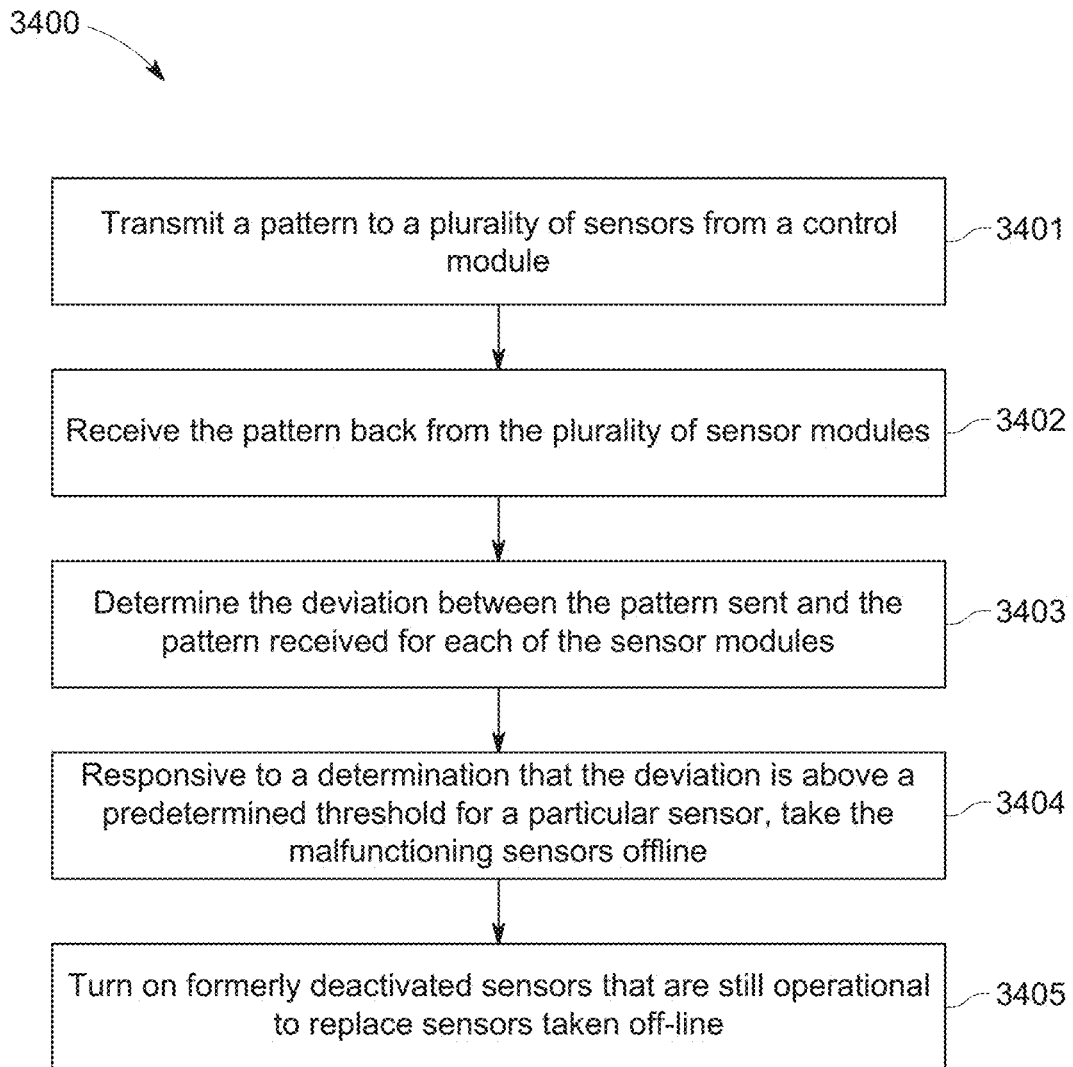 3400
Transmit a pattern to a plurality of sensors from a control
module
3401
Receive the pattern back from the plurality of sensor modules
3402
Determine the deviation between the pattern sent and the
pattern received for each of the sensor modules
3403
Responsive to a determination that the deviation is above a
predetermined threshold for a particular sensor, take the
malfunctioning sensors offline
3404
Turn on formerly deactivated sensors that are still operational
to replace sensors taken off-line
3405